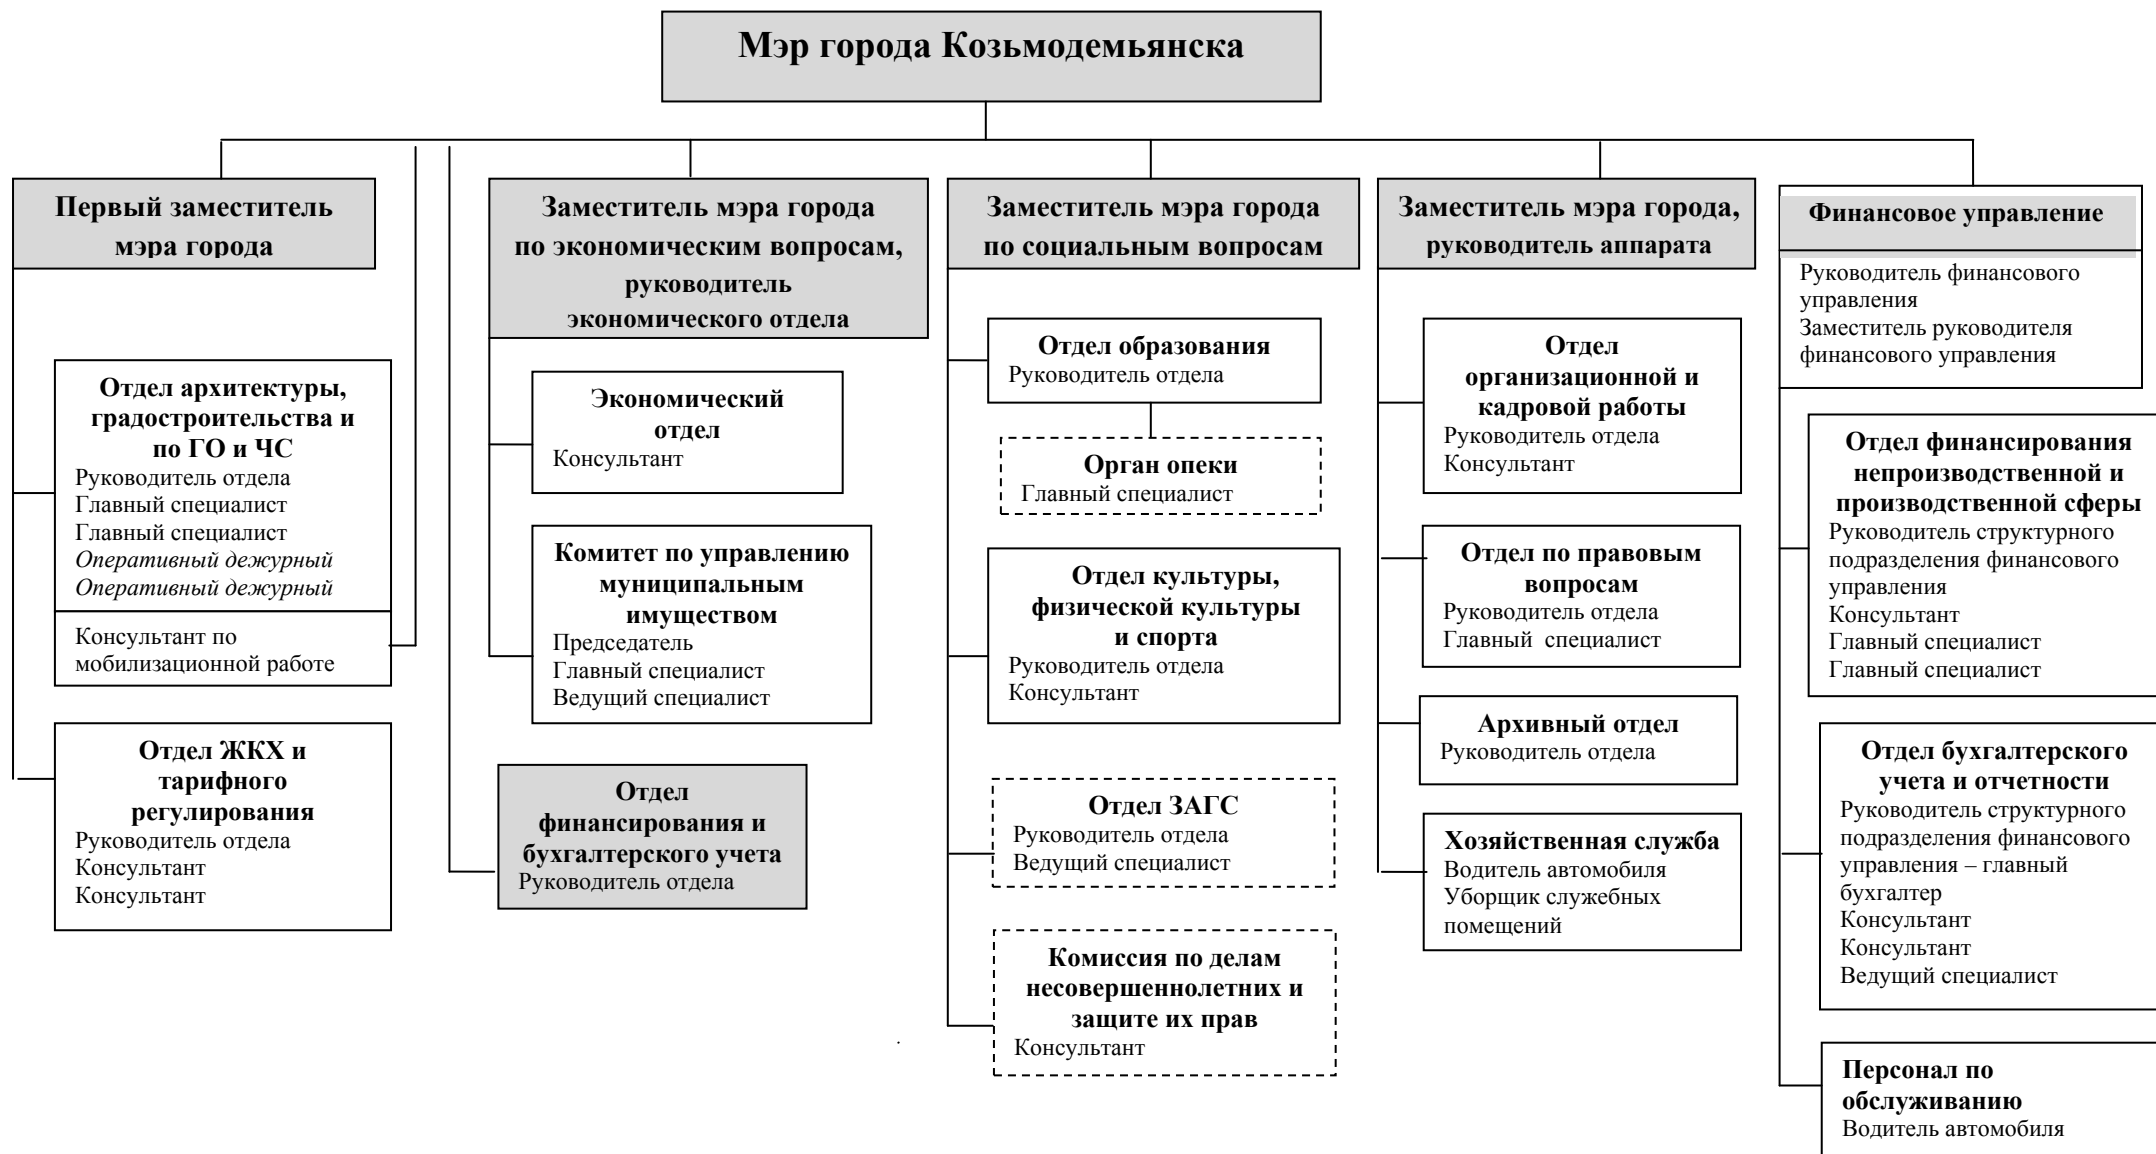 Мэр города Козьмодемьянска
Первый заместитель
мэра города
Отдел архитектуры,
градостроительства и
по ГО и ЧС
Руководитель отдела
Главный специалист
Главный специалист
Оперативный дежурный
Оперативный дежурный
Консультант по
мобилизационной работе
Отдел ЖКХ и
тарифного
регулирования
Руководитель отдела
Консультант
Консультант
Заместитель мэра города
по экономическим вопросам,
руководитель
экономического отдела
Экономический
отдел
Консультант
Комитет по управлению
муниципальным
имуществом
Председатель
Главный специалист
Ведущий специалист
Отдел
финансирования и
бухгалтерского учета
Руководитель отдела
Заместитель мэра города
по социальным вопросам
Отдел образования
Руководитель отдела
Орган опеки
Главный специалист
Отдел культуры,
физической культуры
и спорта
Руководитель отдела
Консультант
Отдел ЗАГС
Руководитель отдела
Ведущий специалист
Комиссия по делам
несовершеннолетних и
защите их прав
Консультант
.
Заместитель мэра города,
руководитель аппарата
Отдел
организационной и
кадровой работы
Руководитель отдела
Консультант
Отдел по правовым
вопросам
Руководитель отдела
Главный  специалист
Архивный отдел
Руководитель отдела
Хозяйственная служба
Водитель автомобиля
Уборщик служебных
помещений
Финансовое управление
Руководитель финансового
управления
Заместитель руководителя
финансового управления
Отдел финансирования
непроизводственной и
производственной сферы
Руководитель структурного
подразделения финансового
управления
Консультант
Главный специалист
Главный специалист
Отдел бухгалтерского
учета и отчетности
Руководитель структурного
подразделения финансового
управления – главный
бухгалтер
Консультант
Консультант
Ведущий специалист
Персонал по
обслуживанию
Водитель автомобиля